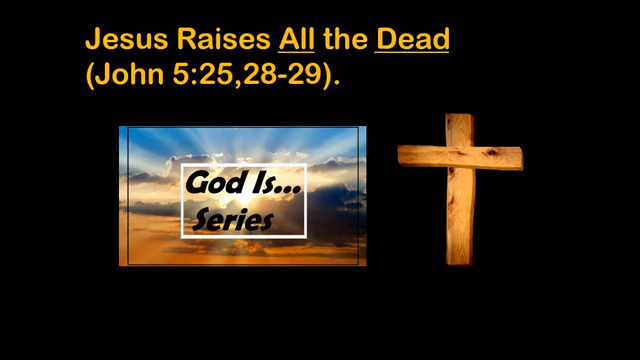 Jesus Raises All the Dead
(John 5:25,28-29).
God Is...
Series